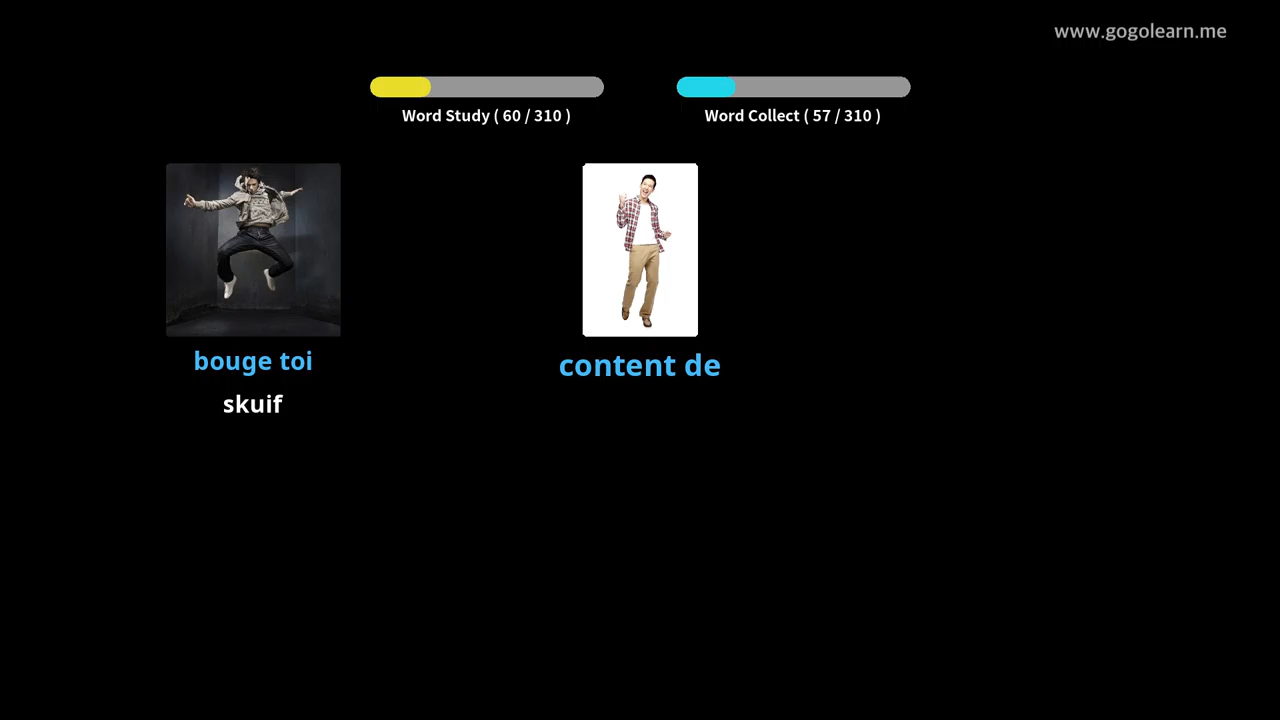 www.gogolearn.me
Word Study ( 60 / 310 )
Word Collect ( 57 / 310 )
bouge toi
skuif
content de